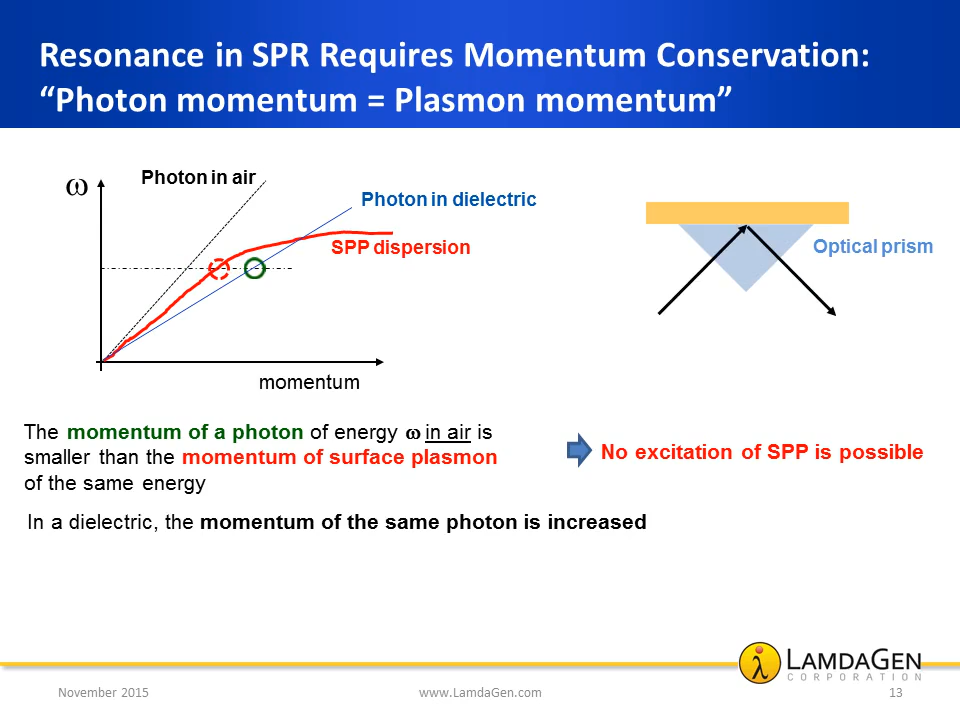 Resonance in SPR Requires Momentum Conservation:
“Photon momentum = Plasmon momentum”
ω
Photon in air
Photon in dielectric
SPP dispersion
momentum
Optical prism
The momentum of a photon of energy ω in air is
smaller than the momentum of surface plasmon
of the same energy
No excitation of SPP is possible
In a dielectric, the momentum of the same photon is increased
λ LAMDAGEN
CORPORATION
November 2015
www.LamdaGen.com
13